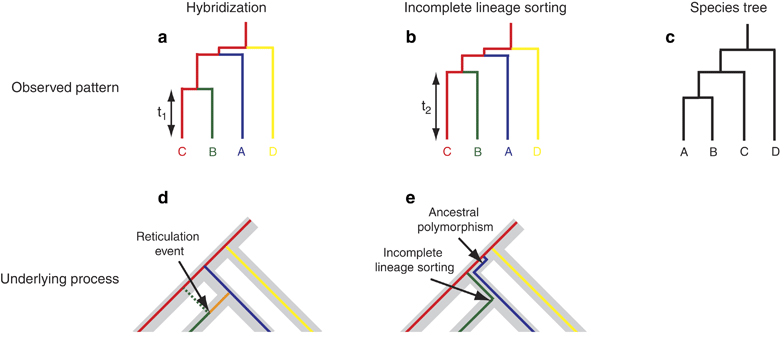 Hybridization
Incomplete lineage sorting
Species tree
a
b
c
Observed pattern
t1
t2
C B A D
C B A D
A B C D
d
e
Reticulation
event
Ancestral
polymorphism
Incomplete
lineage sorting
Underlying process